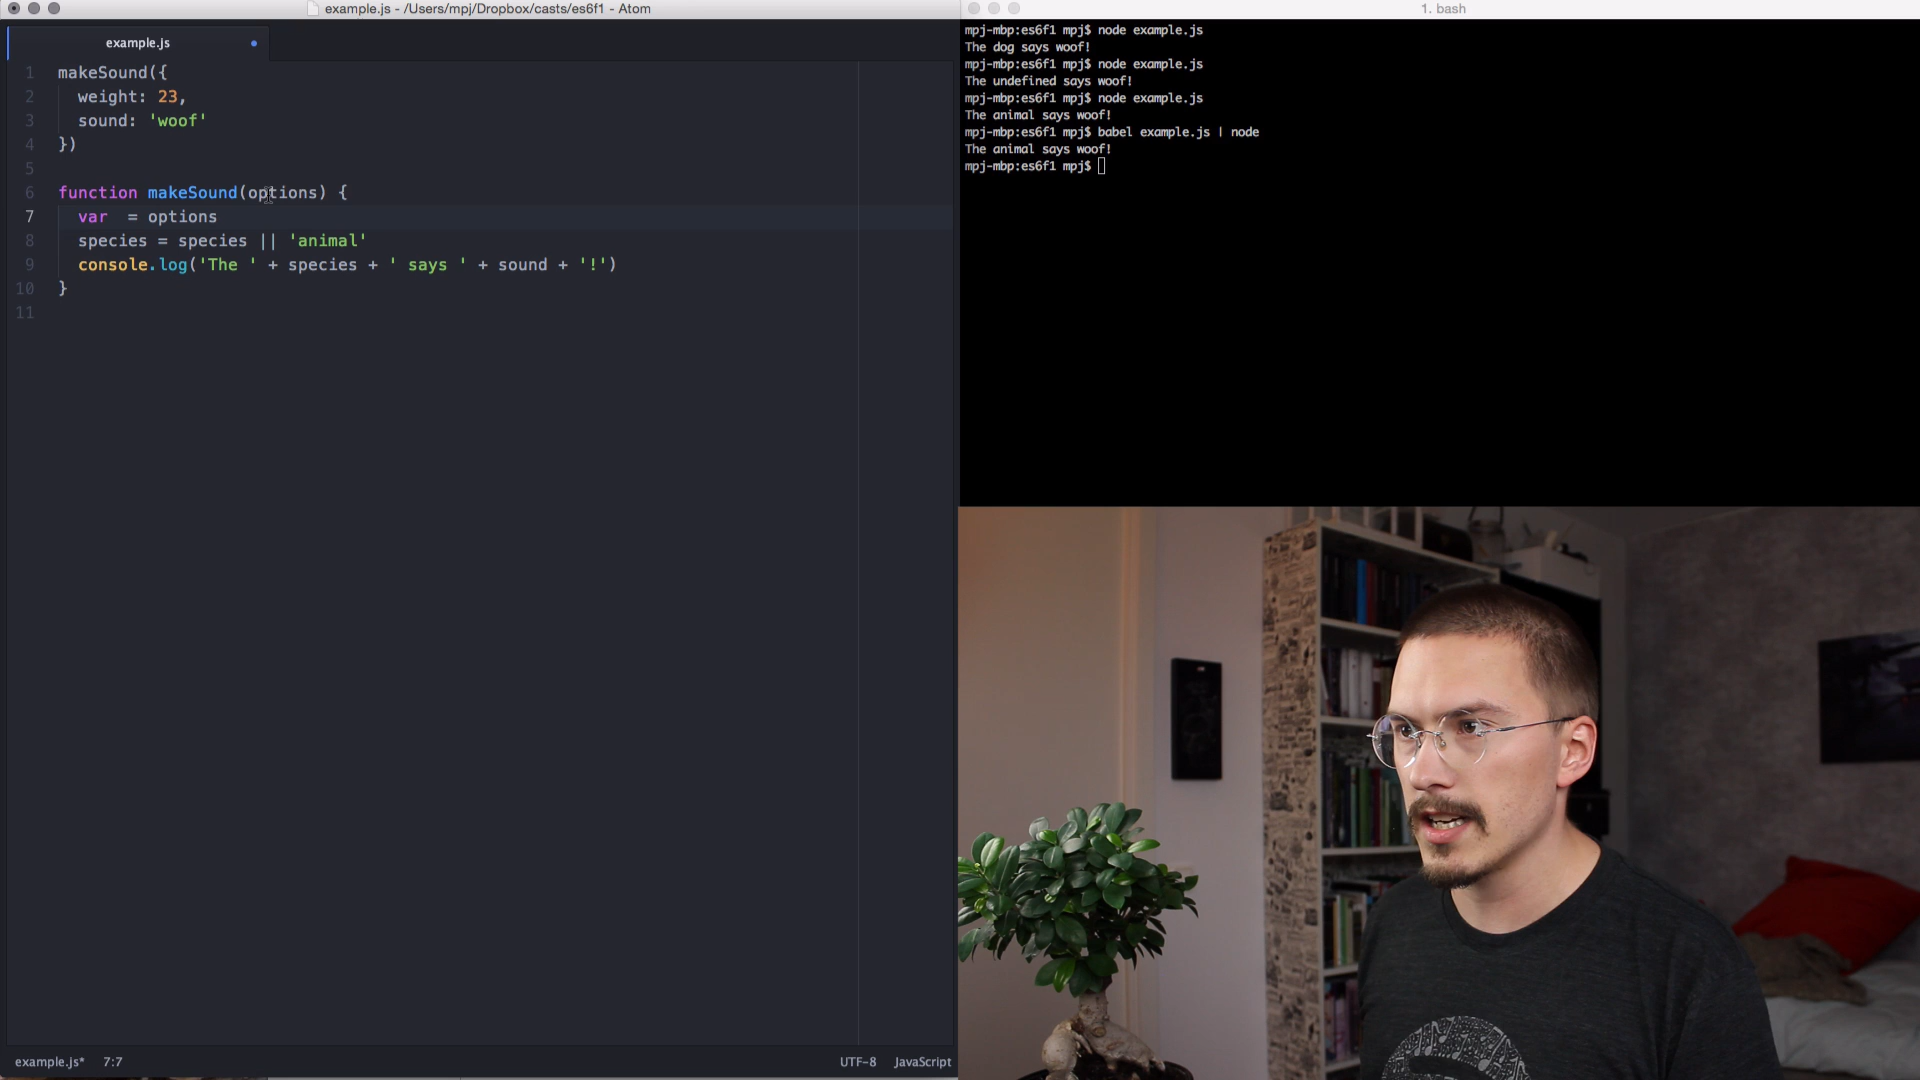 example.js - /Users/mpj/Dropbox/casts/es6f1 - Atom
example.js
1 makeSound({
2   weight: 23,
3   sound: 'woof'
4 })
5
6 function makeSound(options) {
7   var  = options
8   species = species || 'animal'
9   console.log('The ' + species + ' says ' + sound + '!')
10 }
11
example.js* 7:7 UTF-8 JavaScript
1. bash
mpj-mbp:es6f1 mpj$ node example.js
The dog says woof!
mpj-mbp:es6f1 mpj$ node example.js
The undefined says woof!
mpj-mbp:es6f1 mpj$ node example.js
The animal says woof!
mpj-mbp:es6f1 mpj$ babel example.js | node
The animal says woof!
mpj-mbp:es6f1 mpj$